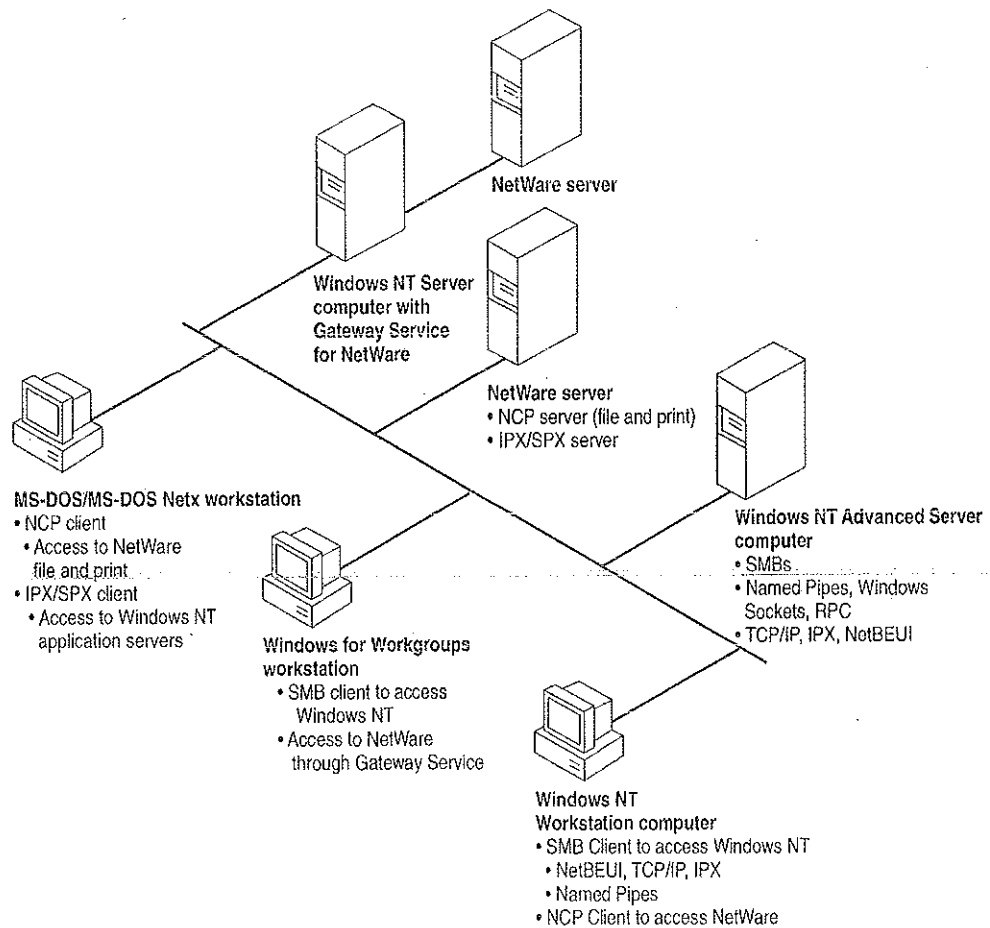 NetWare server
Windows NT Server
computer with
Gateway Service
for NetWare
NetWare server
• NCP server (file and print)
• IPX/SPX server
MS-DOS/MS-DOS Netx workstation
• NCP client
• Access to NetWare
file and print
• IPX/SPX client
• Access to Windows NT
application servers
Windows for Workgroups
workstation
• SMB client to access
Windows NT
• Access to NetWare
through Gateway Service
Windows NT Advanced Server
computer
• SMBs
• Named Pipes, Windows
Sockets, RPC
• TCP/IP, IPX, NetBEUI
Windows NT
Workstation computer
• SMB Client to access Windows NT
• NetBEUI, TCP/IP, IPX
• Named Pipes
• NCP Client to access NetWare